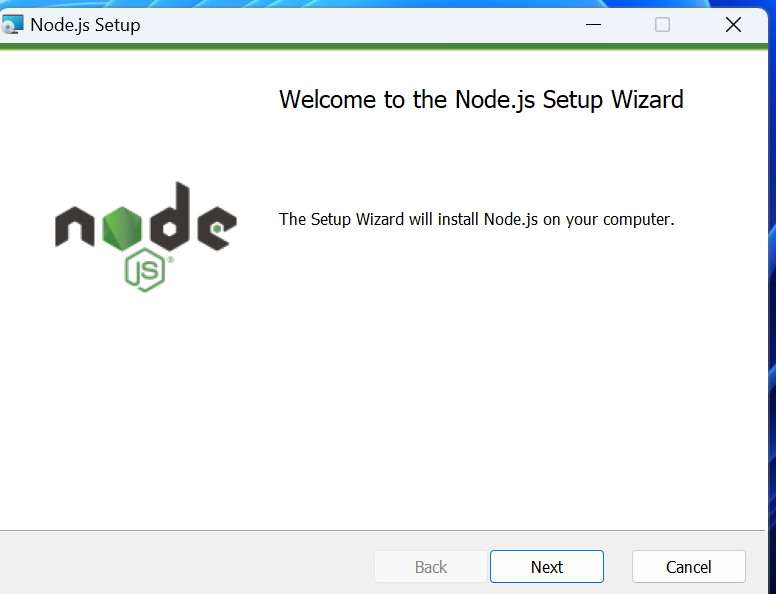 Node.js Setup
Welcome to the Node.js Setup Wizard
The Setup Wizard will install Node.js on your computer.
node
JS®
Back
Next
Cancel